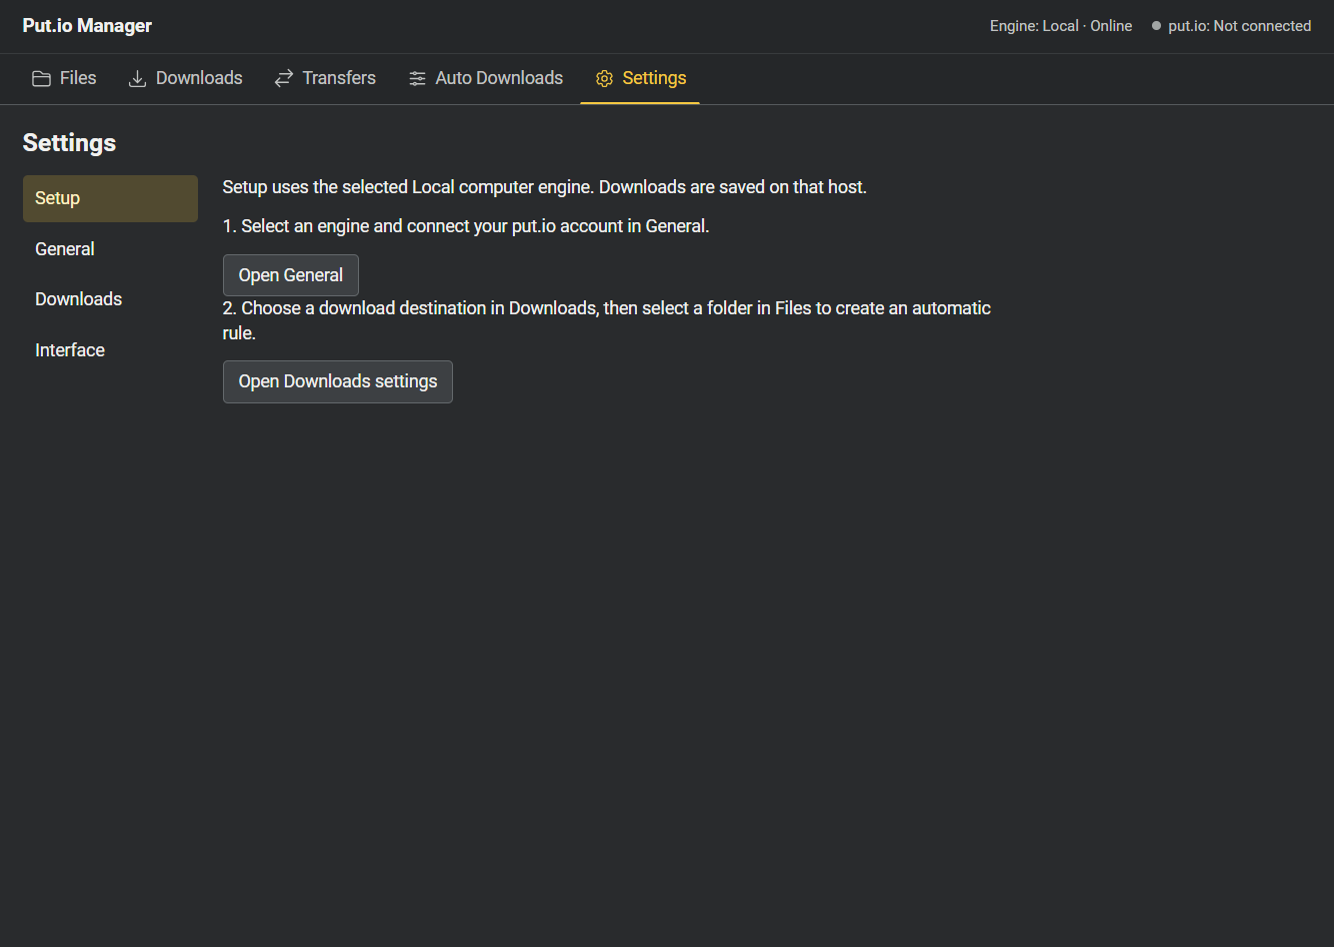 Put.io Manager
Engine: Local · Online
put.io: Not connected
Files
Downloads
Transfers
Auto Downloads
Settings
Settings
Setup
General
Downloads
Interface
Setup uses the selected Local computer engine. Downloads are saved on that host.
1. Select an engine and connect your put.io account in General.
Open General
2. Choose a download destination in Downloads, then select a folder in Files to create an automatic
rule.
Open Downloads settings